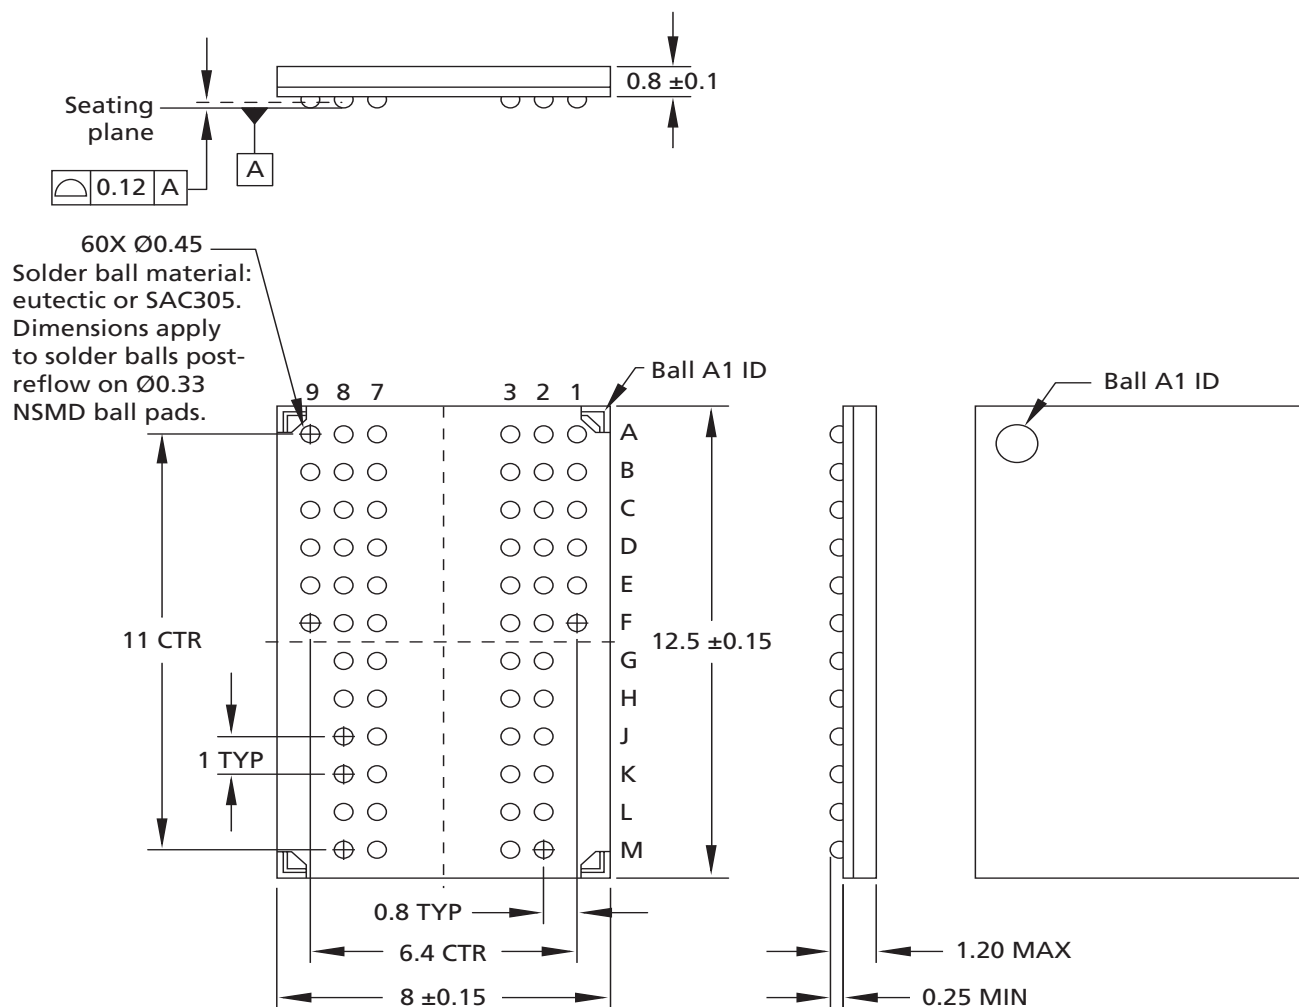 0.8 ±0.1
Seating
plane
A
0.12 A
60X Ø0.45
Solder ball material:
eutectic or SAC305.
Dimensions apply
to solder balls post-
reflow on Ø0.33
NSMD ball pads.
Ball A1 ID
Ball A1 ID
9 8 7 3 2 1
A
B
C
D
E
F
G
H
J
K
L
M
11 CTR
12.5 ±0.15
1 TYP
0.8 TYP
6.4 CTR
8 ±0.15
1.20 MAX
0.25 MIN